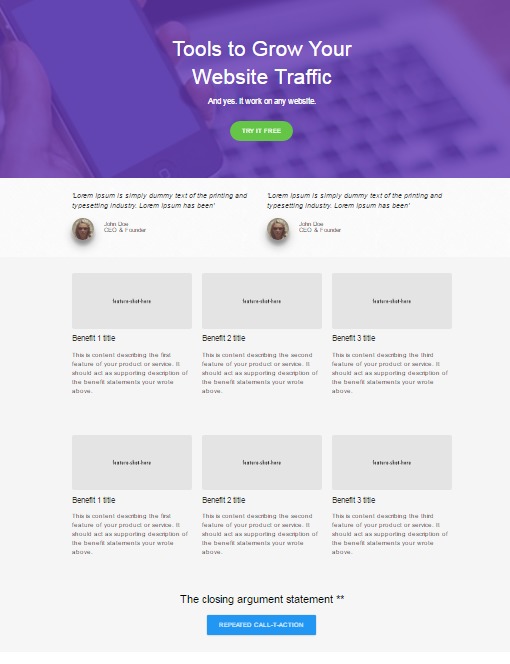 Tools to Grow Your
Website Traffic
And yes. It work on any website.
TRY IT FREE
'Lorem Ipsum is simply dummy text of the printing and
typesetting industry. Lorem Ipsum has been'
John Doe
CEO & Founder
'Lorem Ipsum is simply dummy text of the printing and
typesetting industry. Lorem Ipsum has been'
John Doe
CEO & Founder
feature-shot-here
feature-shot-here
feature-shot-here
Benefit 1 title
This is content describing the first
feature of your product or service. It
should act as supporting description of
the benefit statements your wrote
above.
Benefit 2 title
This is content describing the second
feature of your product or service. It
should act as supporting description of
the benefit statements your wrote
above.
Benefit 3 title
This is content describing the third
feature of your product or service. It
should act as supporting description of
the benefit statements your wrote
above.
feature-shot-here
feature-shot-here
feature-shot-here
Benefit 1 title
This is content describing the first
feature of your product or service. It
should act as supporting description of
the benefit statements your wrote
above.
Benefit 2 title
This is content describing the second
feature of your product or service. It
should act as supporting description of
the benefit statements your wrote
above.
Benefit 3 title
This is content describing the third
feature of your product or service. It
should act as supporting description of
the benefit statements your wrote
above.
The closing argument statement **
REPEATED CALL-T-ACTION